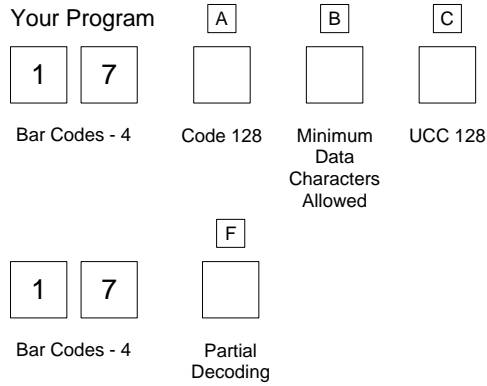 Your Program A B C
1 7
Bar Codes - 4 Code 128 Minimum Data Characters Allowed UCC 128
F
1 7
Bar Codes - 4 Partial Decoding